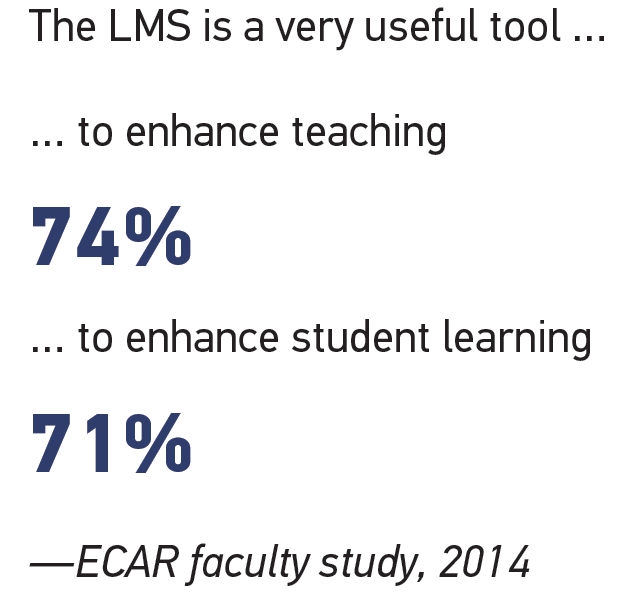 The LMS is a very useful tool ...
... to enhance teaching
74%
... to enhance student learning
71%
—ECAR faculty study, 2014